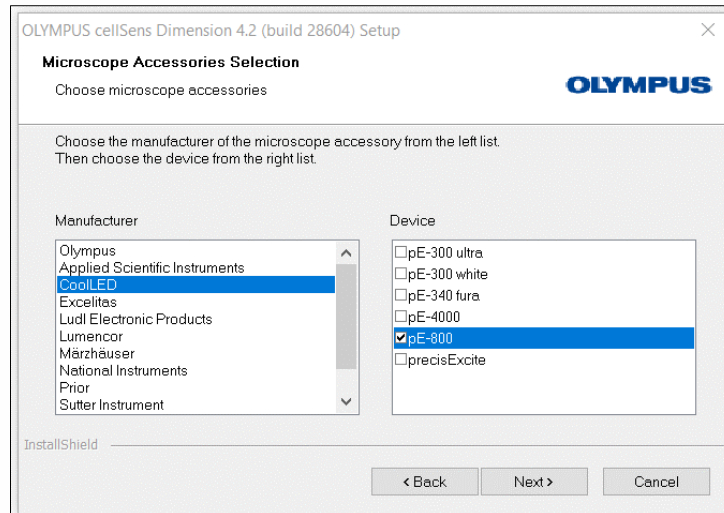 OLYMPUS cellSens Dimension 4.2 (build 28604) Setup
Microscope Accessories Selection
Choose microscope accessories
OLYMPUS
Choose the manufacturer of the microscope accessory from the left list.
Then choose the device from the right list.
Manufacturer
Olympus
Applied Scientific Instruments
CoolLED
Excelitas
Ludl Electronic Products
Lumencor
Märzhäuser
National Instruments
Prior
Sutter Instrument
Device
pE-300 ultra
pE-300 white
pE-340 fura
pE-4000
pE-800
precisExcite
InstallShield
< Back
Next >
Cancel